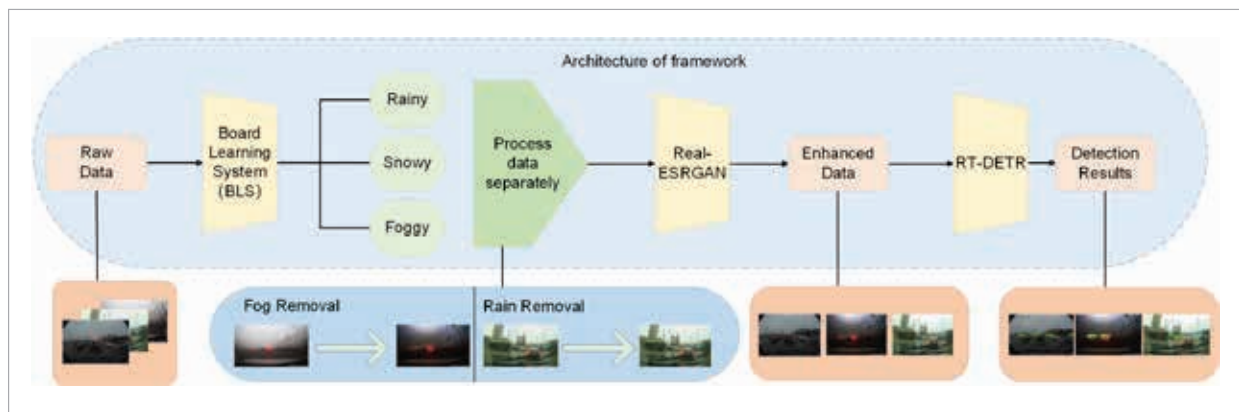 Architecture of framework
Raw
Data
Board
Learning
System
(BLS)
Rainy
Snowy
Foggy
Process
data
separately
Real-
ESRGAN
Enhanced
Data
RT-DETR
Detection
Results
Fog Removal
Rain Removal